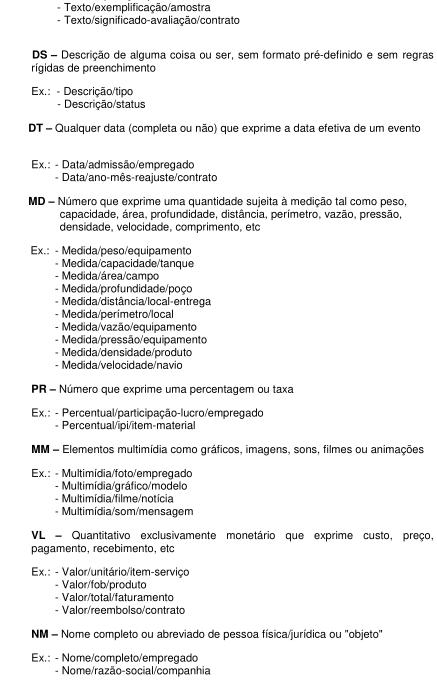 - Texto/exemplificação/amostra
- Texto/significado-avaliação/contrato
DS – Descrição de alguma coisa ou ser, sem formato pré-definido e sem regras
rígidas de preenchimento
Ex.: - Descrição/tipo
- Descrição/status
DT – Qualquer data (completa ou não) que exprime a data efetiva de um evento
Ex.: - Data/admissão/empregado
- Data/ano-mês-reajuste/contrato
MD – Número que exprime uma quantidade sujeita à medição tal como peso,
capacidade, área, profundidade, distância, perímetro, vazão, pressão,
densidade, velocidade, comprimento, etc
Ex.: - Medida/peso/equipamento
- Medida/capacidade/tanque
- Medida/área/campo
- Medida/profundidade/poço
- Medida/distância/local-entrega
- Medida/perímetro/local
- Medida/vazão/equipamento
- Medida/pressão/equipamento
- Medida/densidade/produto
- Medida/velocidade/navio
PR – Número que exprime uma percentagem ou taxa
Ex.: - Percentual/participação-lucro/empregado
- Percentual/ipi/item-material
MM – Elementos multimídia como gráficos, imagens, sons, filmes ou animações
Ex.: - Multimídia/foto/empregado
- Multimídia/gráfico/modelo
- Multimídia/filme/notícia
- Multimídia/som/mensagem
VL – Quantitativo exclusivamente monetário que exprime custo, preço,
pagamento, recebimento, etc
Ex.: - Valor/unitário/item-serviço
- Valor/fob/produto
- Valor/total/faturamento
- Valor/reembolso/contrato
NM – Nome completo ou abreviado de pessoa física/jurídica ou "objeto"
Ex.: - Nome/completo/empregado
- Nome/razão-social/companhia